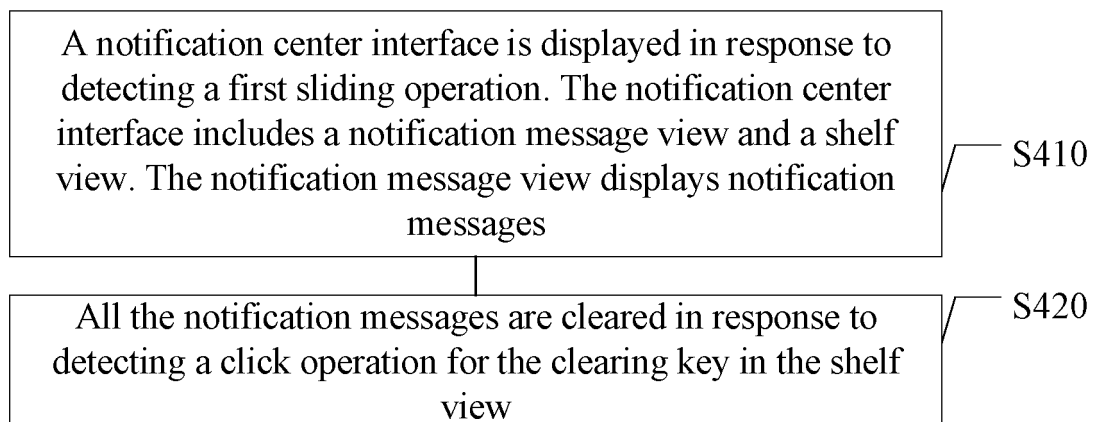 A notification center interface is displayed in response to
detecting a first sliding operation. The notification center
interface includes a notification message view and a shelf
view. The notification message view displays notification
messages
S410
All the notification messages are cleared in response to
detecting a click operation for the clearing key in the shelf
view
S420